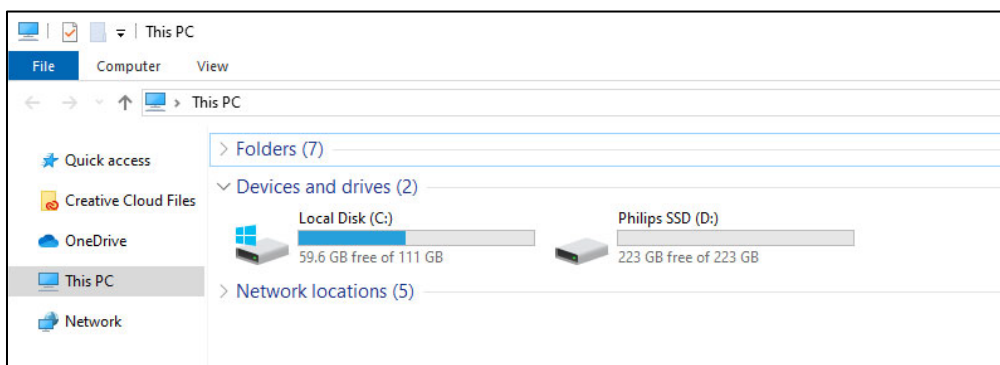 This PC
File Computer View
This PC
Quick access
Creative Cloud Files
OneDrive
This PC
Network
Folders (7)
Devices and drives (2)
Local Disk (C:)
59.6 GB free of 111 GB
Philips SSD (D:)
223 GB free of 223 GB
Network locations (5)